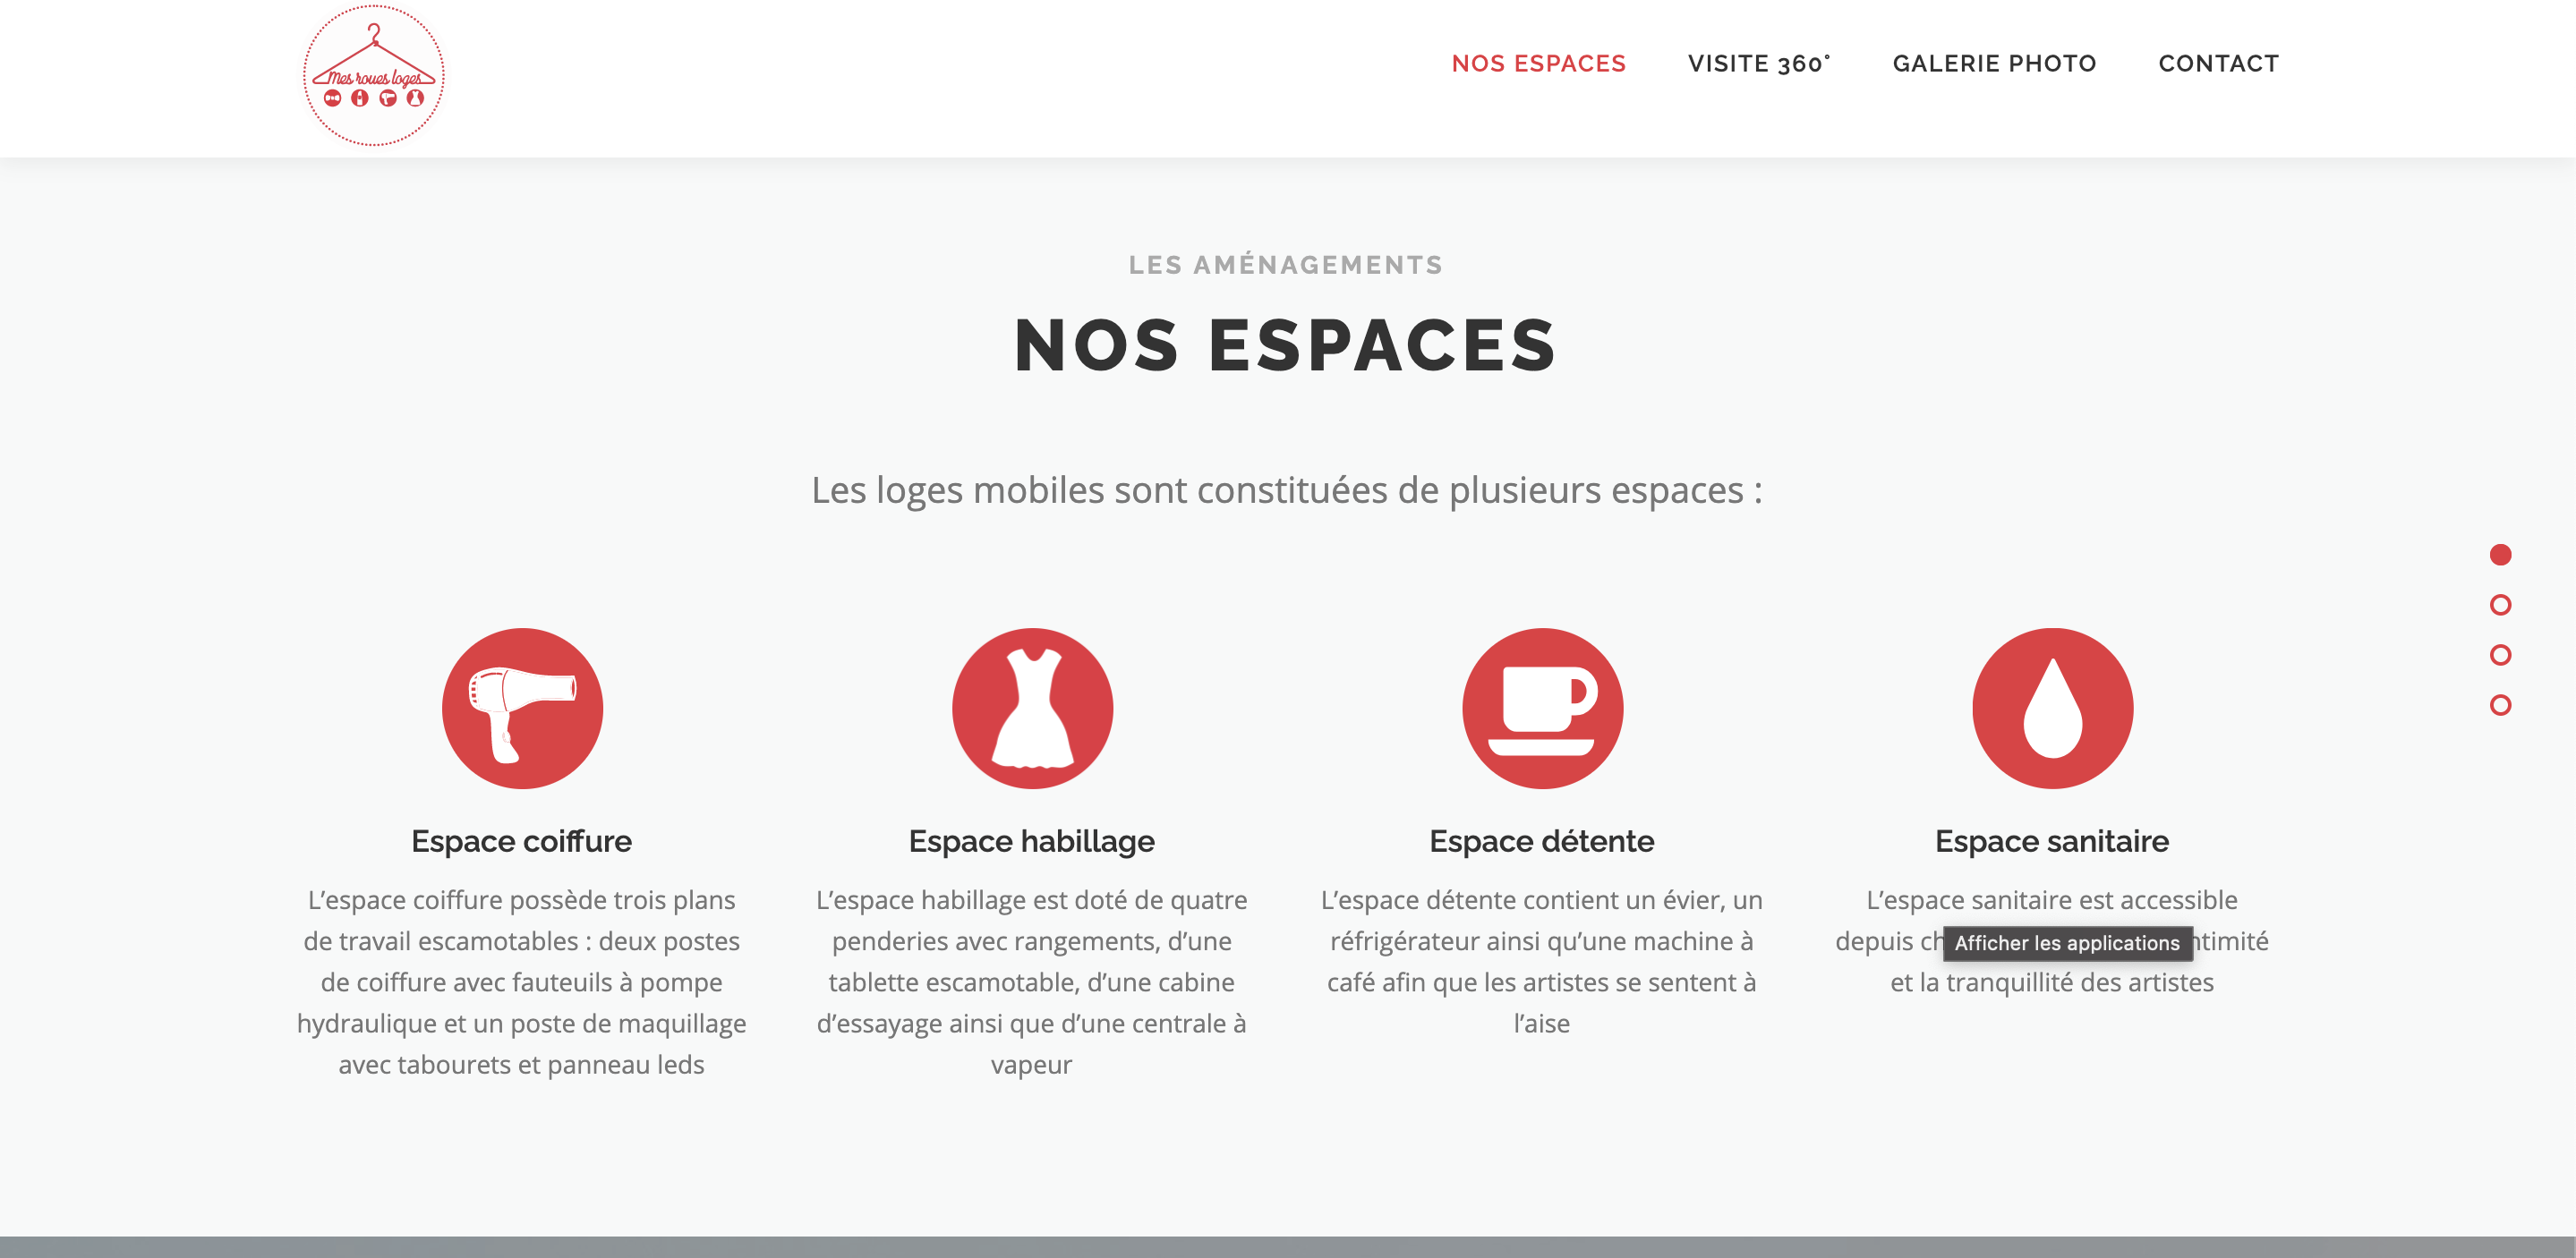 Mes roues loges
NOS ESPACES VISITE 360° GALERIE PHOTO CONTACT
LES AMÉNAGEMENTS
NOS ESPACES
Les loges mobiles sont constituées de plusieurs espaces :
Espace coiffure
L’espace coiffure possède trois plans
de travail escamotables : deux postes
de coiffure avec fauteuils à pompe
hydraulique et un poste de maquillage
avec tabourets et panneau leds
Espace habillage
L’espace habillage est doté de quatre
penderies avec rangements, d’une
tablette escamotable, d’une cabine
d’essayage ainsi que d’une centrale à
vapeur
Espace détente
L’espace détente contient un évier, un
réfrigérateur ainsi qu’une machine à
café afin que les artistes se sentent à
l’aise
Espace sanitaire
L’espace sanitaire est accessible
depuis
Afficher les applications
et la tranquillité des artistes